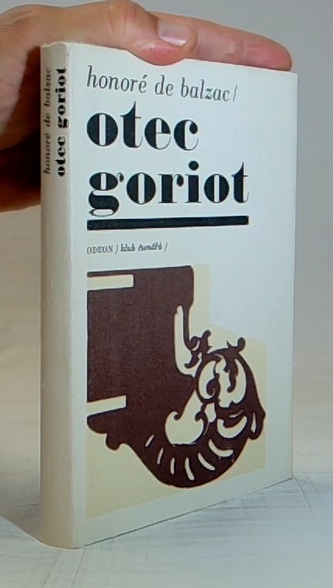 honoré de balzac/
otec
goriot
ODEON / klub čtenářů /
honoré de balzac
otec goriot